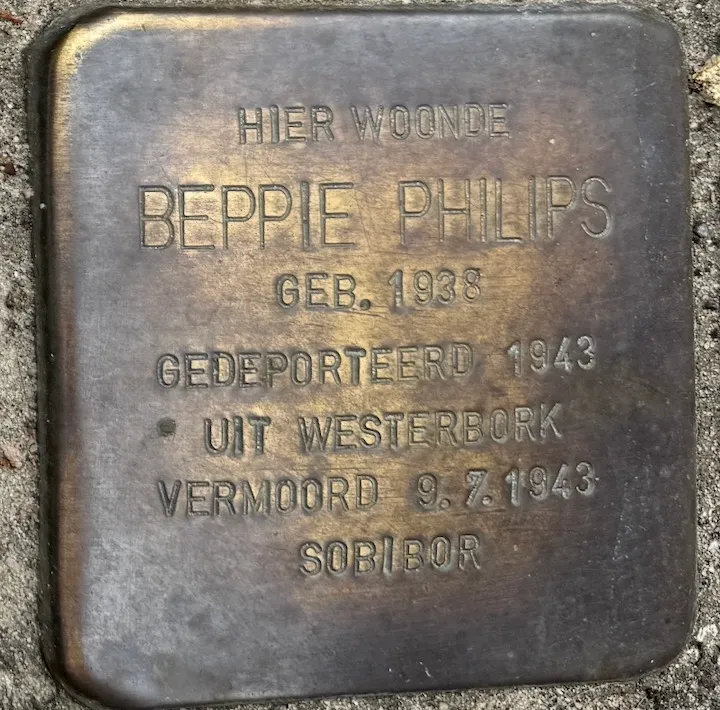 HIER WOONDE
BEPPIE PHILIPS
GEB. 1938
GEDEPORTEERD 1943
UIT WESTERBORK
VERMOORD 9.7.1943
SOBIBOR